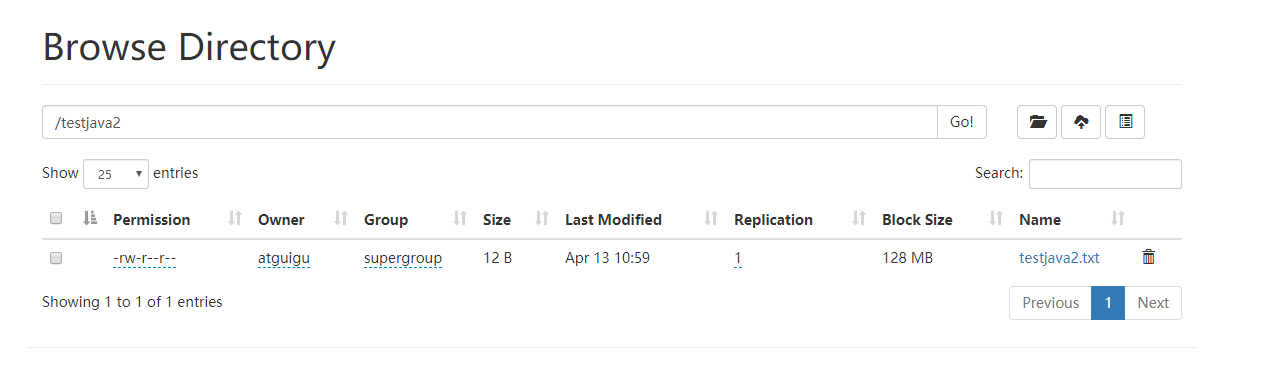 Browse Directory
/testjava2 Go!
Show 25 entries Search:
Permission Owner Group Size Last Modified Replication Block Size Name
-rw-r--r-- atguigu supergroup 12 B Apr 13 10:59 1 128 MB testjava2.txt
Showing 1 to 1 of 1 entries Previous 1 Next